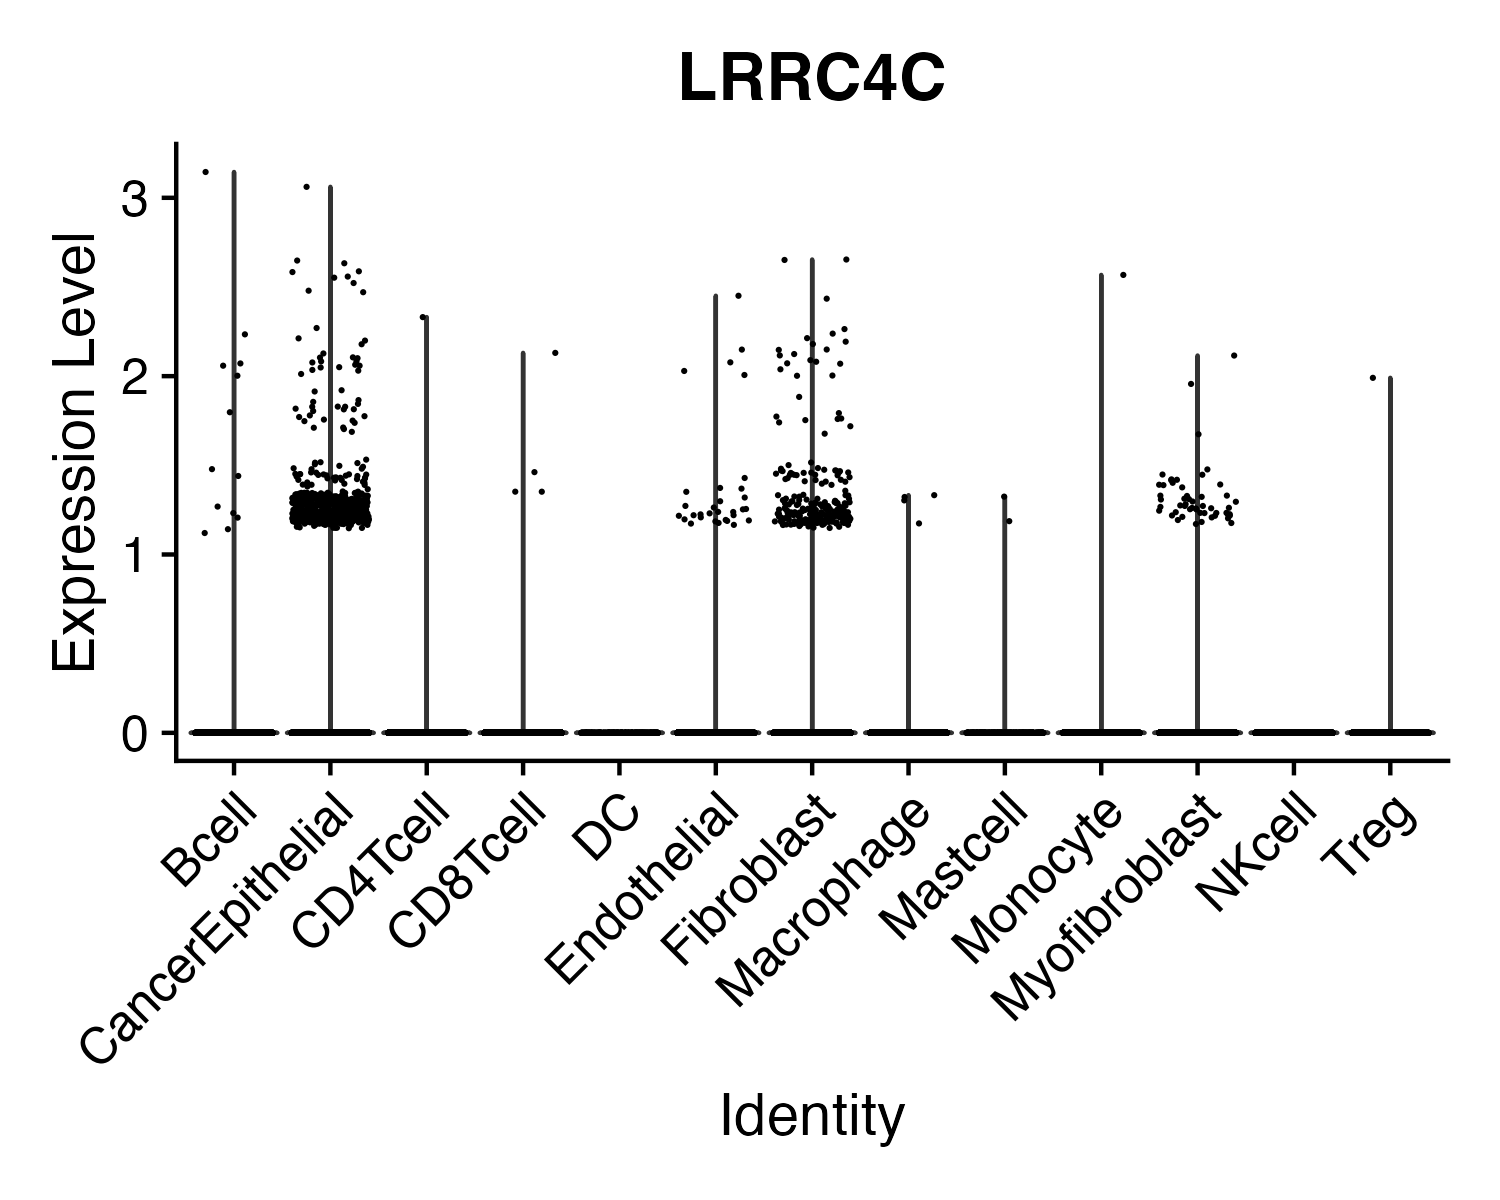 LRRC4C
Expression Level
3
2
1
0
Bcell
CancerEpithelial
CD4Tcell
CD8Tcell
DC
Endothelial
Fibroblast
Macrophage
Mastcell
Monocyte
Myofibroblast
NKcell
Treg
Identity